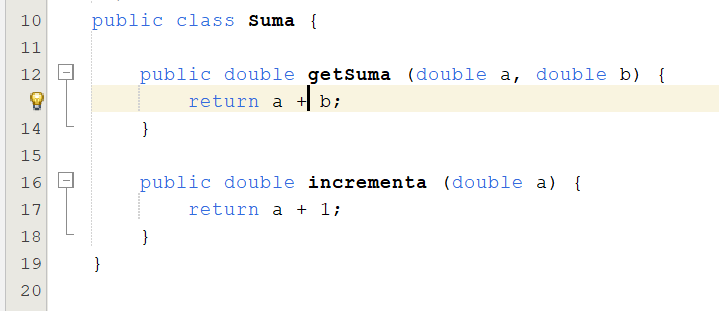 10 public class Suma {
11
12 public double getSuma (double a, double b) {
return a + b;
14 }
15
16 public double incrementa (double a) {
17 return a + 1;
18 }
19 }
20